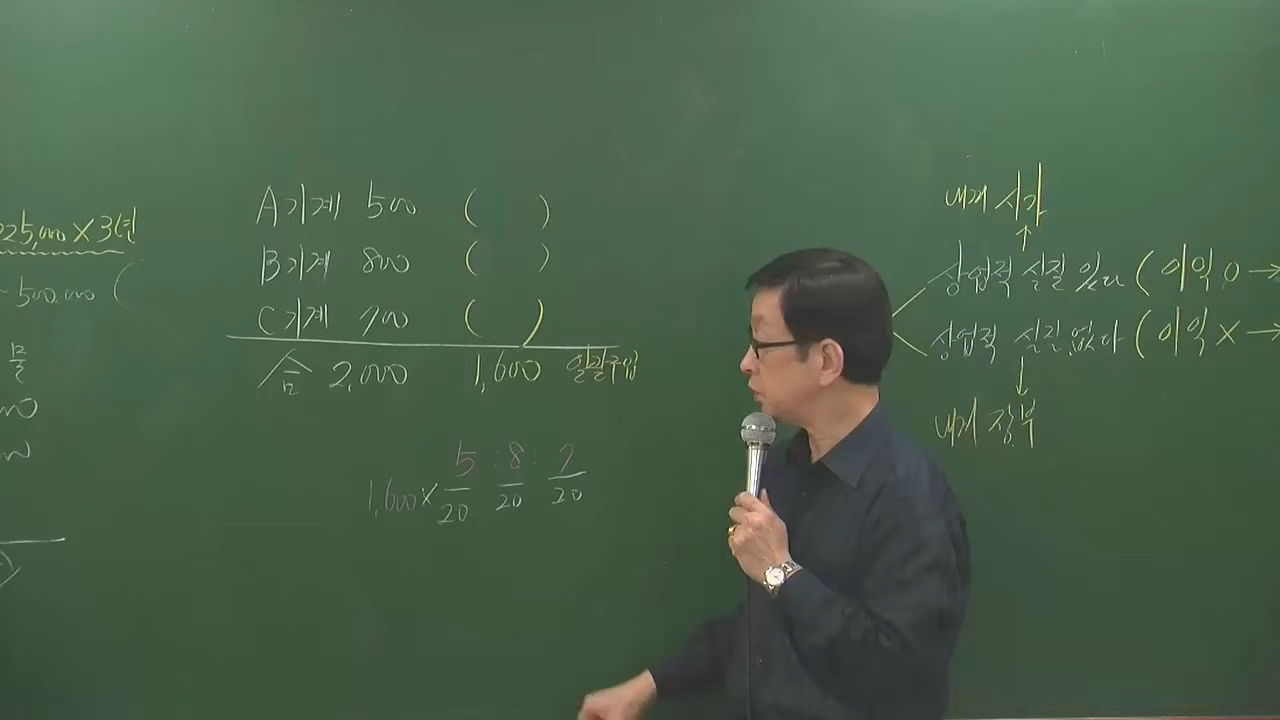 225,000 × 3년
500,000 (
A기계 500 ( )
B기계 800 ( )
C기계 700 ( )
合 2,000 1,600 일괄구입
1,600 × 5/20 8/20 7/20
내께 시가
↑
상업적 실질 있다 ( 이익 0 →
상업적 실질 없다 ( 이익 × →
↓
내께 장부